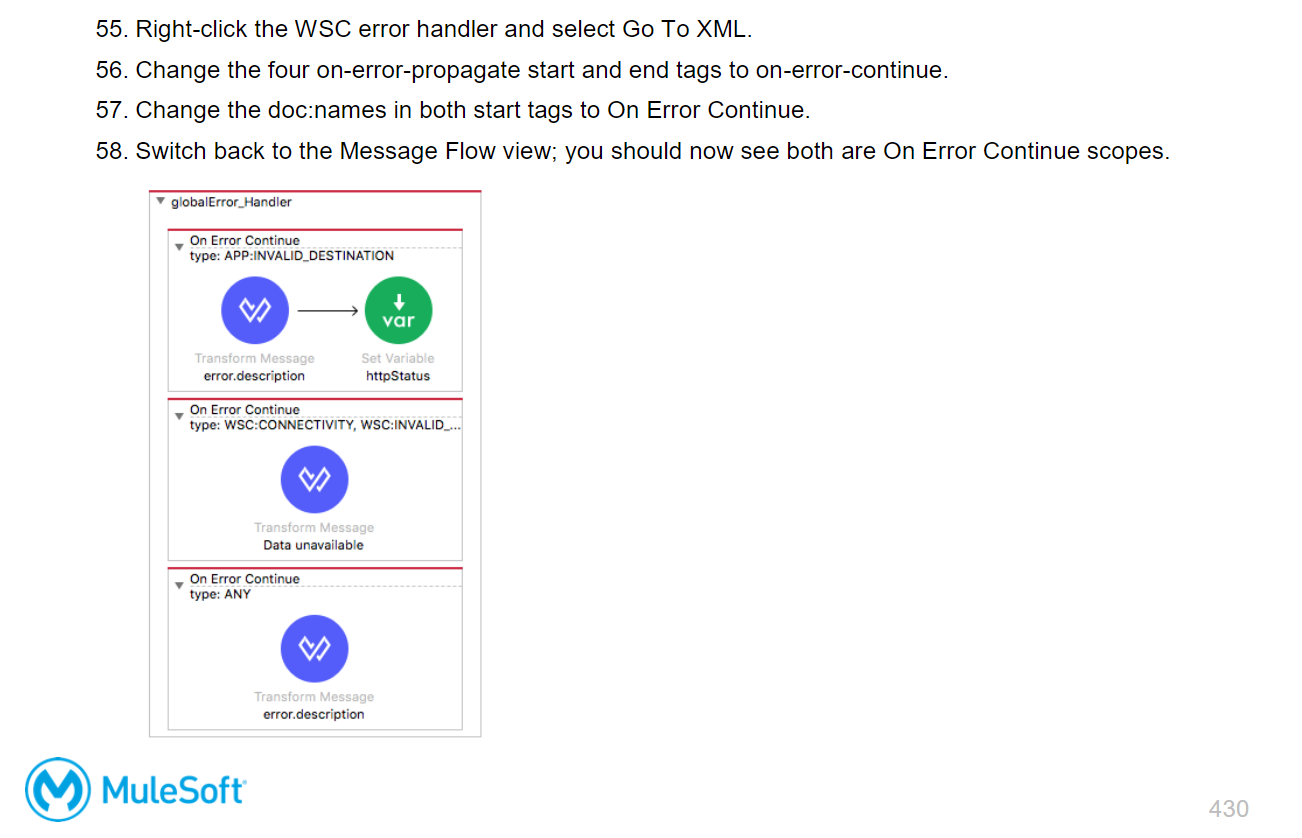 55. Right-click the WSC error handler and select Go To XML.
56. Change the four on-error-propagate start and end tags to on-error-continue.
57. Change the doc:names in both start tags to On Error Continue.
58. Switch back to the Message Flow view; you should now see both are On Error Continue scopes.
globalError_Handler
On Error Continue
type: APP:INVALID_DESTINATION
var
Transform Message
Set Variable
error.description
httpStatus
On Error Continue
type: WSC:CONNECTIVITY, WSC:INVALID_...
Transform Message
Data unavailable
On Error Continue
type: ANY
Transform Message
error.description
MuleSoft
430